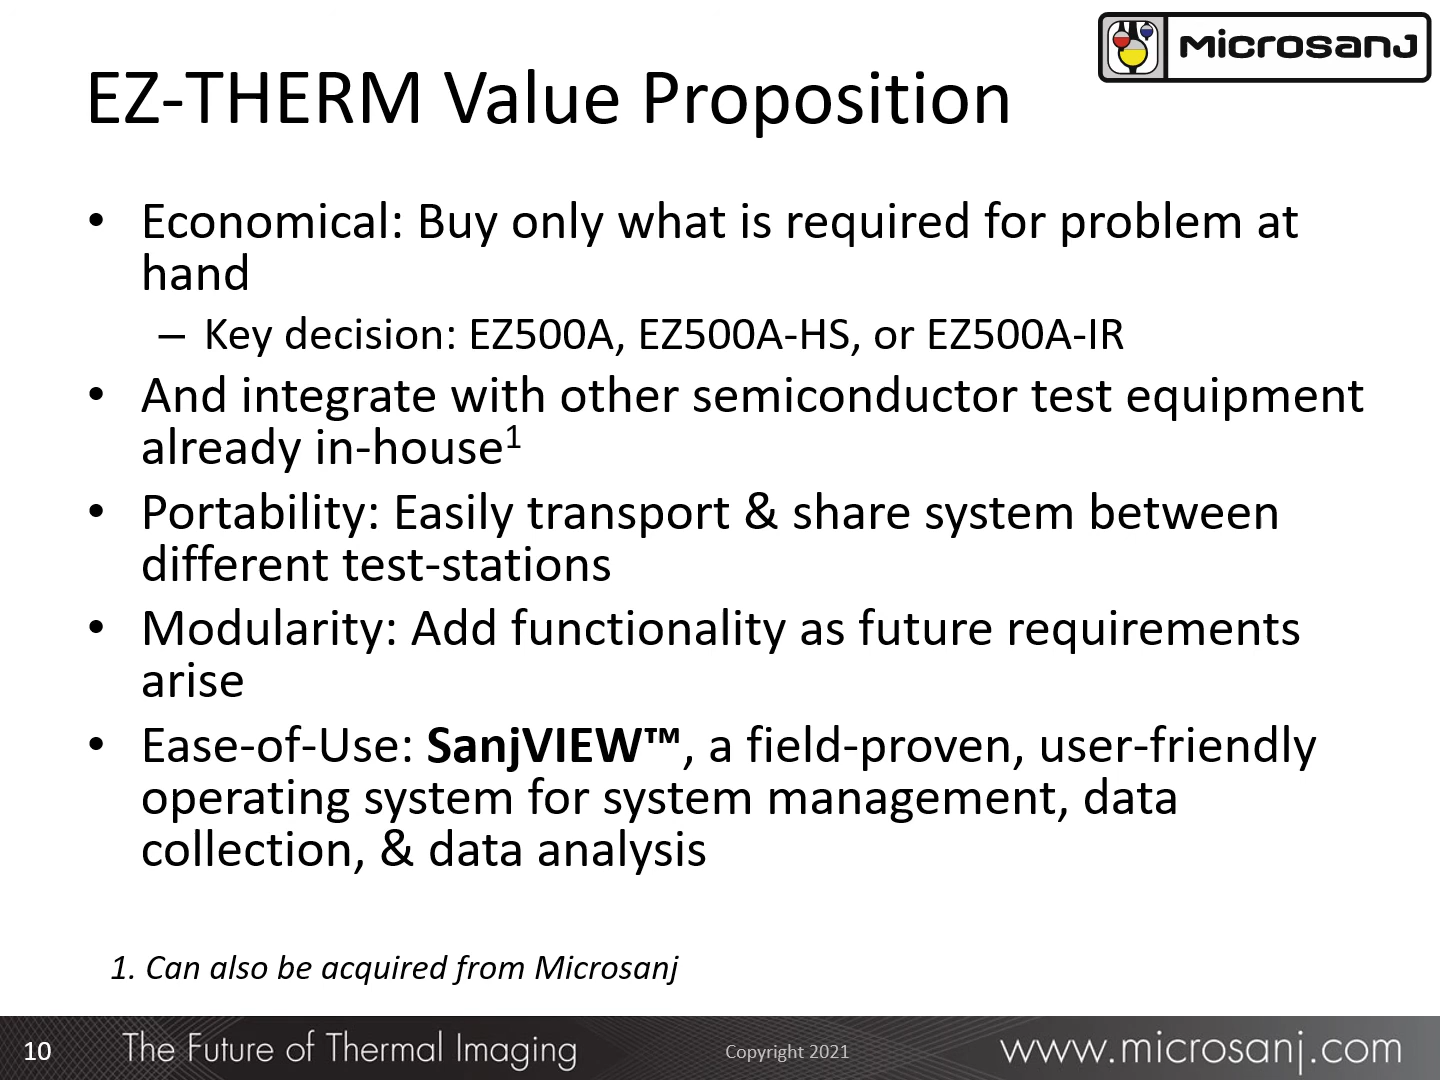 Microsanj
EZ-THERM Value Proposition
• Economical: Buy only what is required for problem at
hand
– Key decision: EZ500A, EZ500A-HS, or EZ500A-IR
• And integrate with other semiconductor test equipment
already in-house1
• Portability: Easily transport & share system between
different test-stations
• Modularity: Add functionality as future requirements
arise
• Ease-of-Use: SanjVIEW™, a field-proven, user-friendly
operating system for system management, data
collection, & data analysis
1. Can also be acquired from Microsanj
10 The Future of Thermal Imaging Copyright 2021 www.microsanj.com